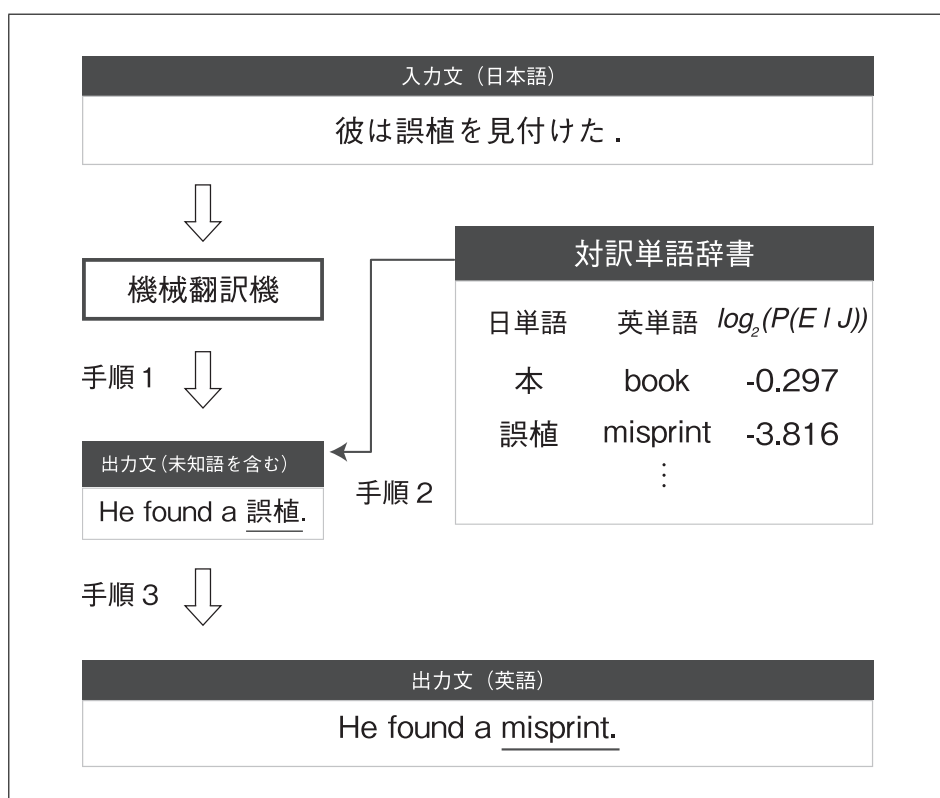 入力文（日本語）
彼は誤植を見付けた .
機械翻訳機
手順 1
対訳単語辞書
日単語 英単語 log₂(P(E | J))
本 book -0.297
誤植 misprint -3.816
⋮
手順 2
出力文(未知語を含む)
He found a 誤植.
手順 3
出力文（英語）
He found a misprint.